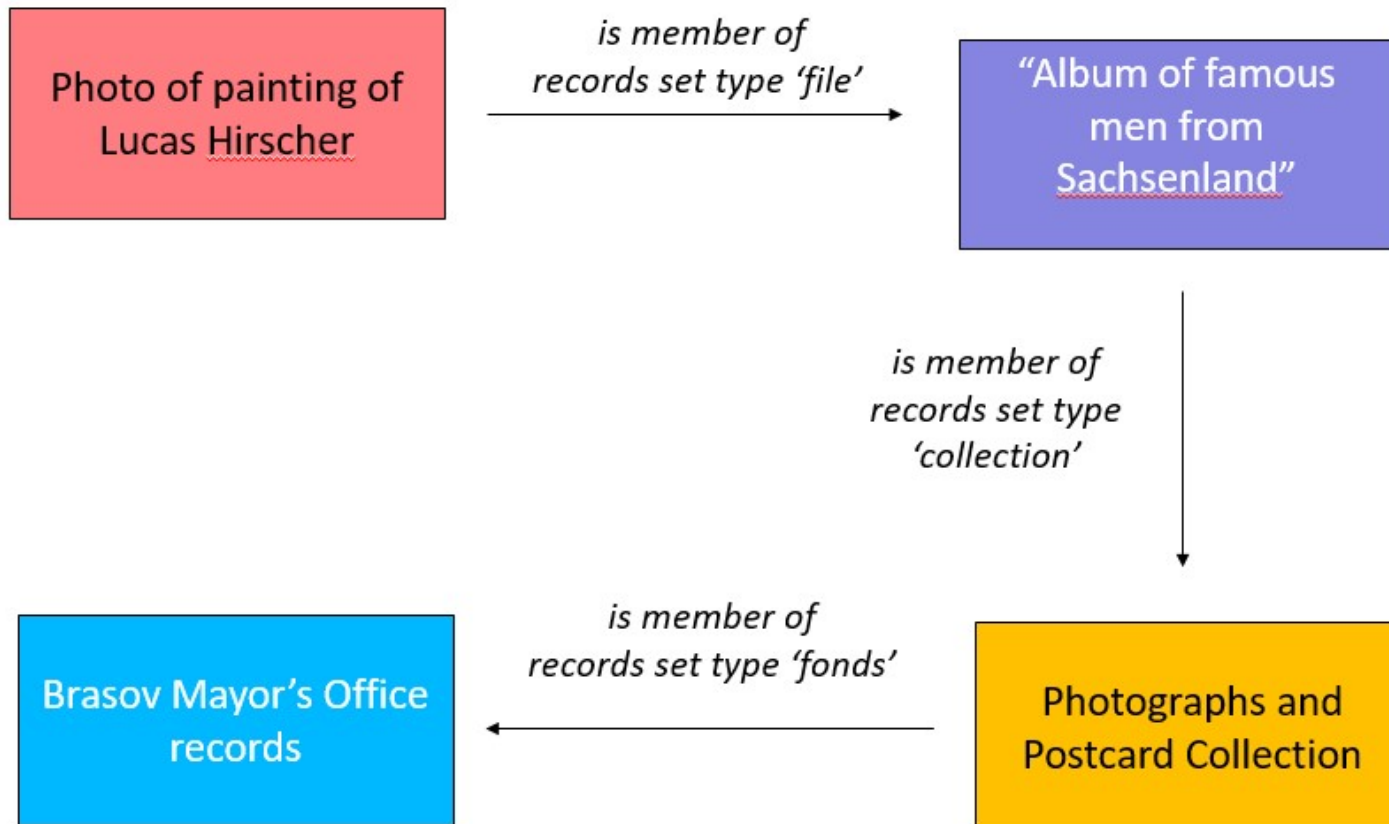 Photo of painting of
Lucas Hirscher
is member of
records set type ‘file’
“Album of famous
men from
Sachsenland”
is member of
records set type
‘collection’
Photographs and
Postcard Collection
is member of
records set type ‘fonds’
Brasov Mayor’s Office
records